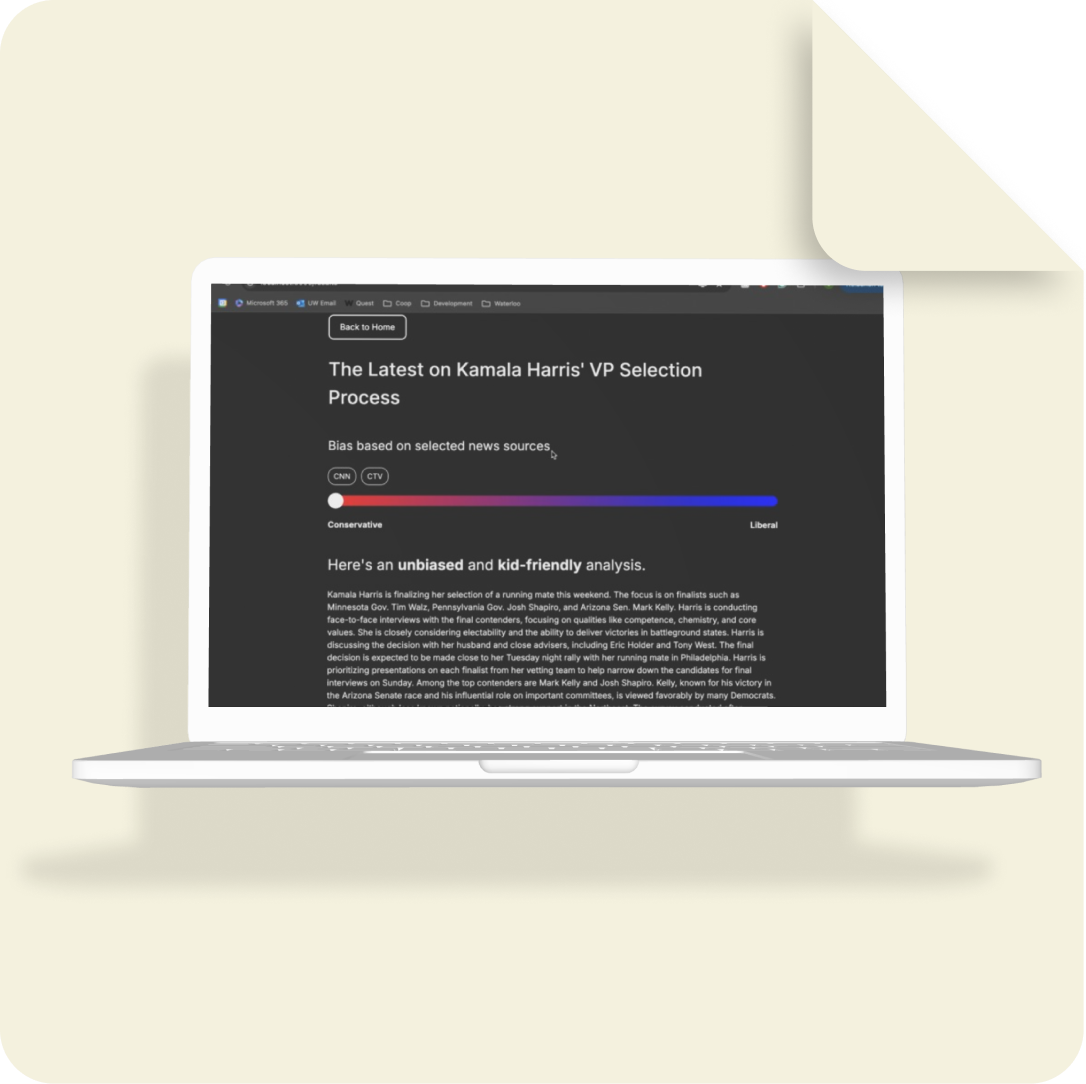 Microsoft 365 UW Email Quest Coop Development Waterloo
Back to Home
The Latest on Kamala Harris' VP Selection
Process
Bias based on selected news sources
CNN CTV
Conservative Liberal
Here's an unbiased and kid-friendly analysis.
Kamala Harris is finalizing her selection of a running mate this weekend. The focus is on finalists such as
Minnesota Gov. Tim Walz, Pennsylvania Gov. Josh Shapiro, and Arizona Sen. Mark Kelly. Harris is conducting
face-to-face interviews with the final contenders, focusing on qualities like competence, chemistry, and core
values. She is closely considering electability and the ability to deliver victories in battleground states. Harris is
discussing the decision with her husband and close advisers, including Eric Holder and Tony West. The final
decision is expected to be made close to her Tuesday night rally with her running mate in Philadelphia. Harris is
prioritizing presentations on each finalist from her vetting team to help narrow down the candidates for final
interviews on Sunday. Among the top contenders are Mark Kelly and Josh Shapiro. Kelly, known for his victory in
the Arizona Senate race and his influential role on important committees, is viewed favorably by many Democrats.